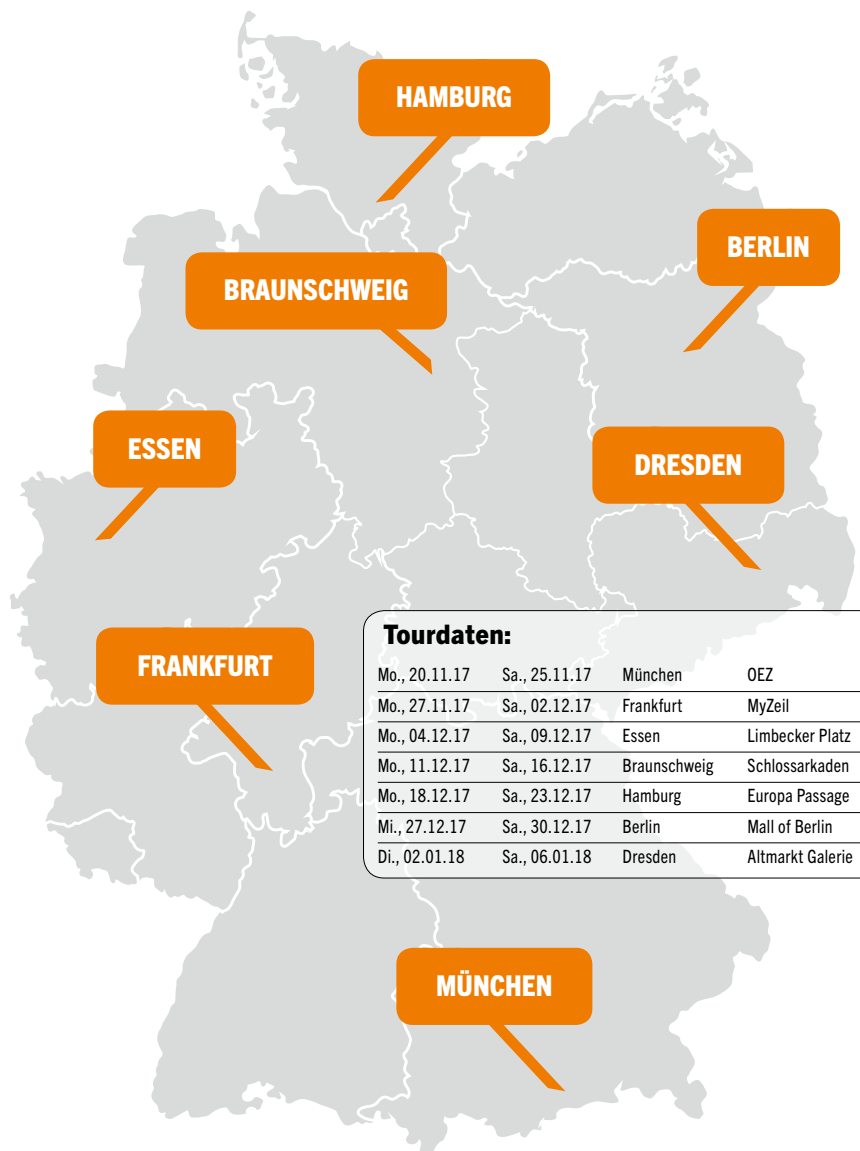 HAMBURG
BERLIN
BRAUNSCHWEIG
ESSEN
DRESDEN
FRANKFURT
Tourdaten:
Mo., 20.11.17 Sa., 25.11.17 München OEZ
Mo., 27.11.17 Sa., 02.12.17 Frankfurt MyZeil
Mo., 04.12.17 Sa., 09.12.17 Essen Limbecker Platz
Mo., 11.12.17 Sa., 16.12.17 Braunschweig Schlossarkaden
Mo., 18.12.17 Sa., 23.12.17 Hamburg Europa Passage
Mi., 27.12.17 Sa., 30.12.17 Berlin Mall of Berlin
Di., 02.01.18 Sa., 06.01.18 Dresden Altmarkt Galerie
MÜNCHEN